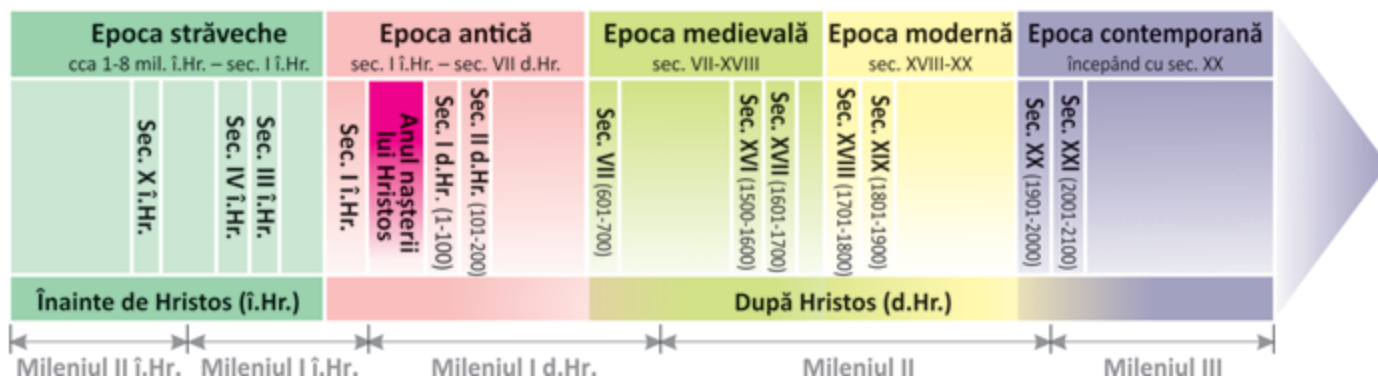 Epoca străveche
cca 1-8 mil. î.Hr. – sec. I î.Hr.
Epoca antică
sec. I î.Hr. – sec. VII d.Hr.
Epoca medievală
sec. VII-XVIII
Epoca modernă
sec. XVIII-XX
Epoca contemporană
începând cu sec. XX
Sec. X î.Hr.
Sec. IV î.Hr.
Sec. III î.Hr.
Sec. I î.Hr.
Anul nașterii
lui Hristos
Sec. I d.Hr. (1-100)
Sec. II d.Hr. (101-200)
Sec. VII (601-700)
Sec. XVI (1500-1600)
Sec. XVII (1601-1700)
Sec. XVIII (1701-1800)
Sec. XIX (1801-1900)
Sec. XX (1901-2000)
Sec. XXI (2001-2100)
Înainte de Hristos (î.Hr.)
După Hristos (d.Hr.)
Mileniul II î.Hr.
Mileniul I î.Hr.
Mileniul I d.Hr.
Mileniul II
Mileniul III